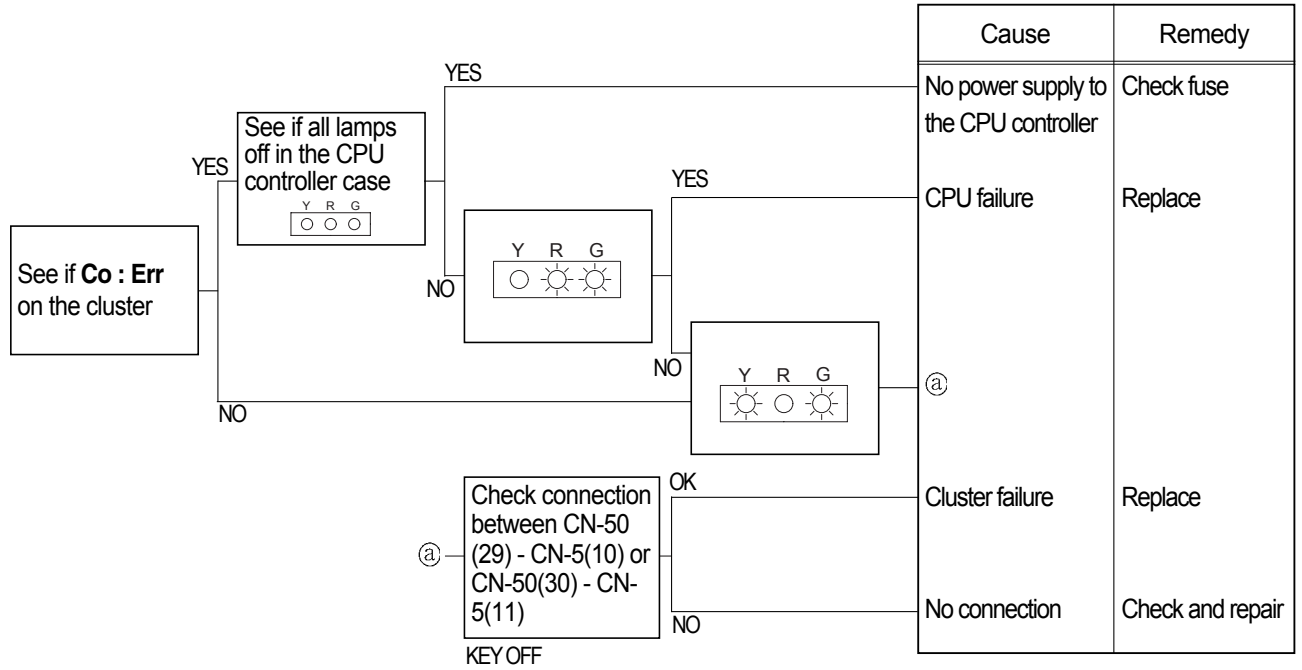 Cause
Remedy
YES
No power supply to
the CPU controller
Check fuse
See if all lamps
off in the CPU
controller case
Y R G
YES
YES
CPU failure
Replace
See if Co : Err
on the cluster
Y R G
NO
NO
Y R G
ⓐ
NO
Check connection
between CN-50
(29) - CN-5(10) or
CN-50(30) - CN-
5(11)
ⓐ
OK
Cluster failure
Replace
No connection
Check and repair
NO
KEY OFF